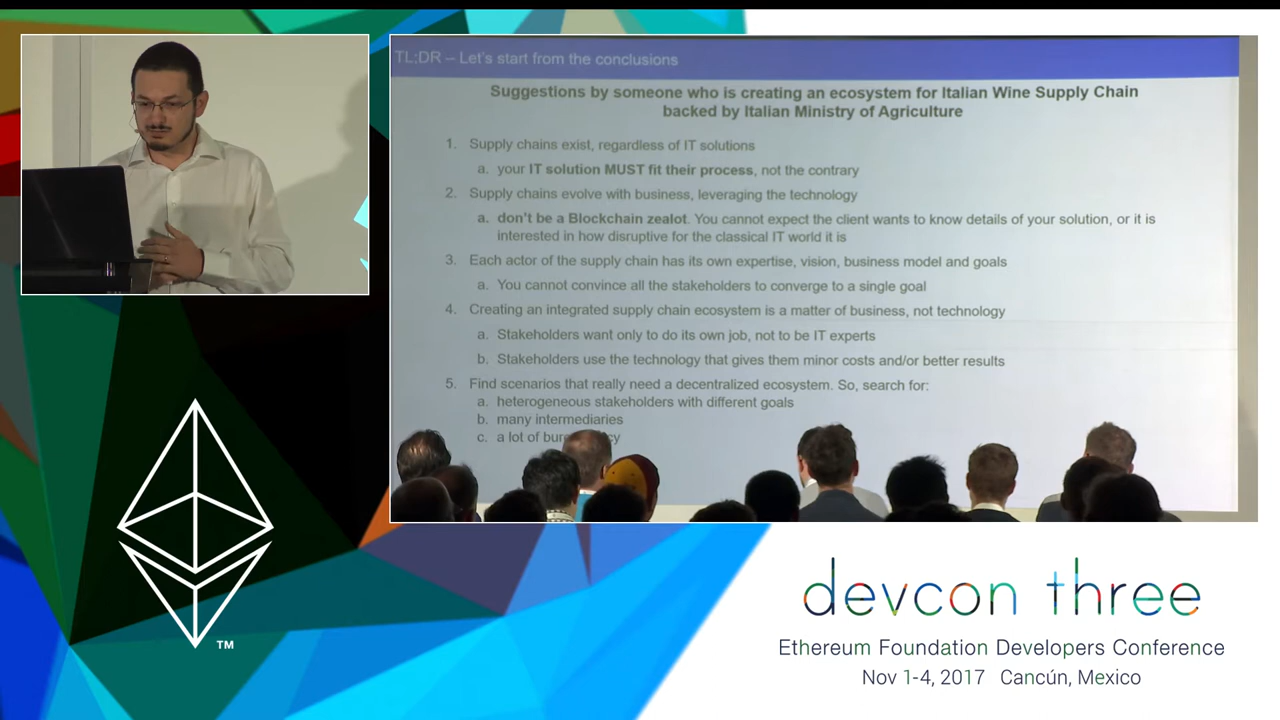 TL:DR – Let's start from the conclusions
Suggestions by someone who is creating an ecosystem for Italian Wine Supply Chain
backed by Italian Ministry of Agriculture
1. Supply chains exist, regardless of IT solutions
a. your IT solution MUST fit their process, not the contrary
2. Supply chains evolve with business, leveraging the technology
a. don't be a Blockchain zealot. You cannot expect the client wants to know details of your solution, or it is
interested in how disruptive for the classical IT world it is
3. Each actor of the supply chain has its own expertise, vision, business model and goals
a. You cannot convince all the stakeholders to converge to a single goal
4. Creating an integrated supply chain ecosystem is a matter of business, not technology
a. Stakeholders want only to do its own job, not to be IT experts
b. Stakeholders use the technology that gives them minor costs and/or better results
5. Find scenarios that really need a decentralized ecosystem. So, search for:
a. heterogeneous stakeholders with different goals
b. many intermediaries
c. a lot of
TM
devcon three
Ethereum Foundation Developers Conference
Nov 1-4, 2017 Cancún, Mexico